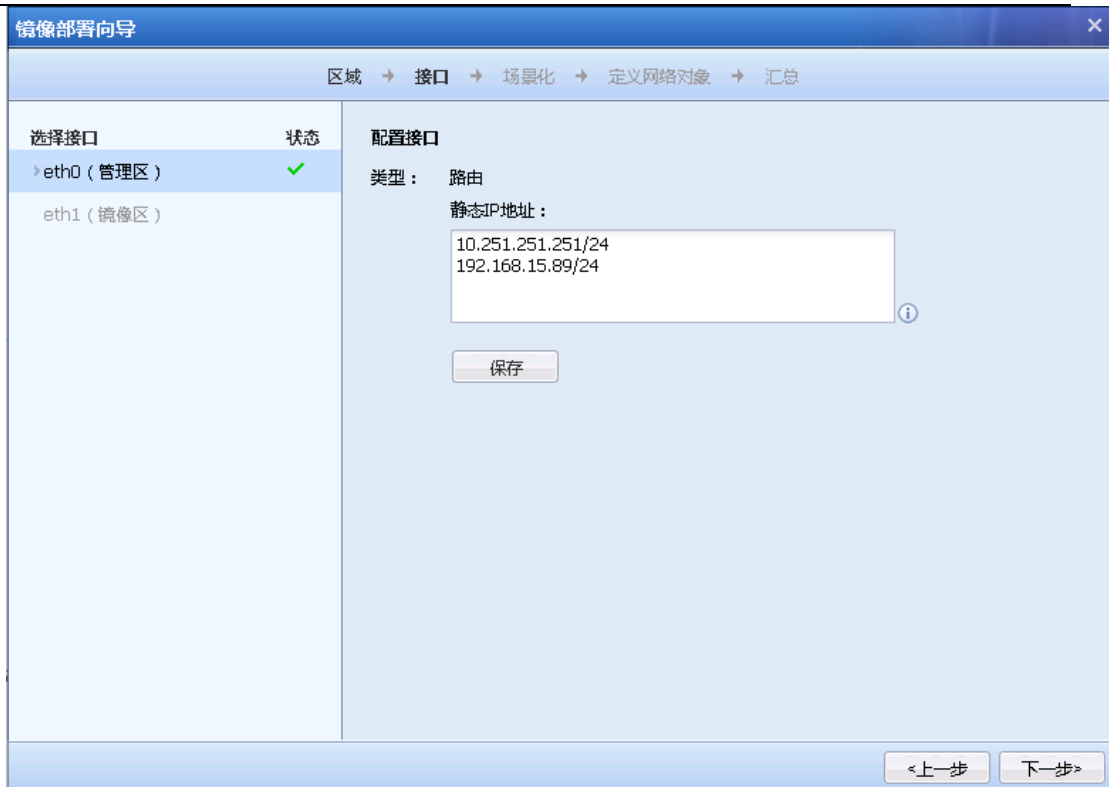 镜像部署向导
区域 → 接口 → 场景化 → 定义网络对象 → 汇总
选择接口 状态
eth0（管理区）
eth1（镜像区）
配置接口
类型： 路由
静态IP地址：
10.251.251.251/24
192.168.15.89/24
保存
<上一步 下一步>